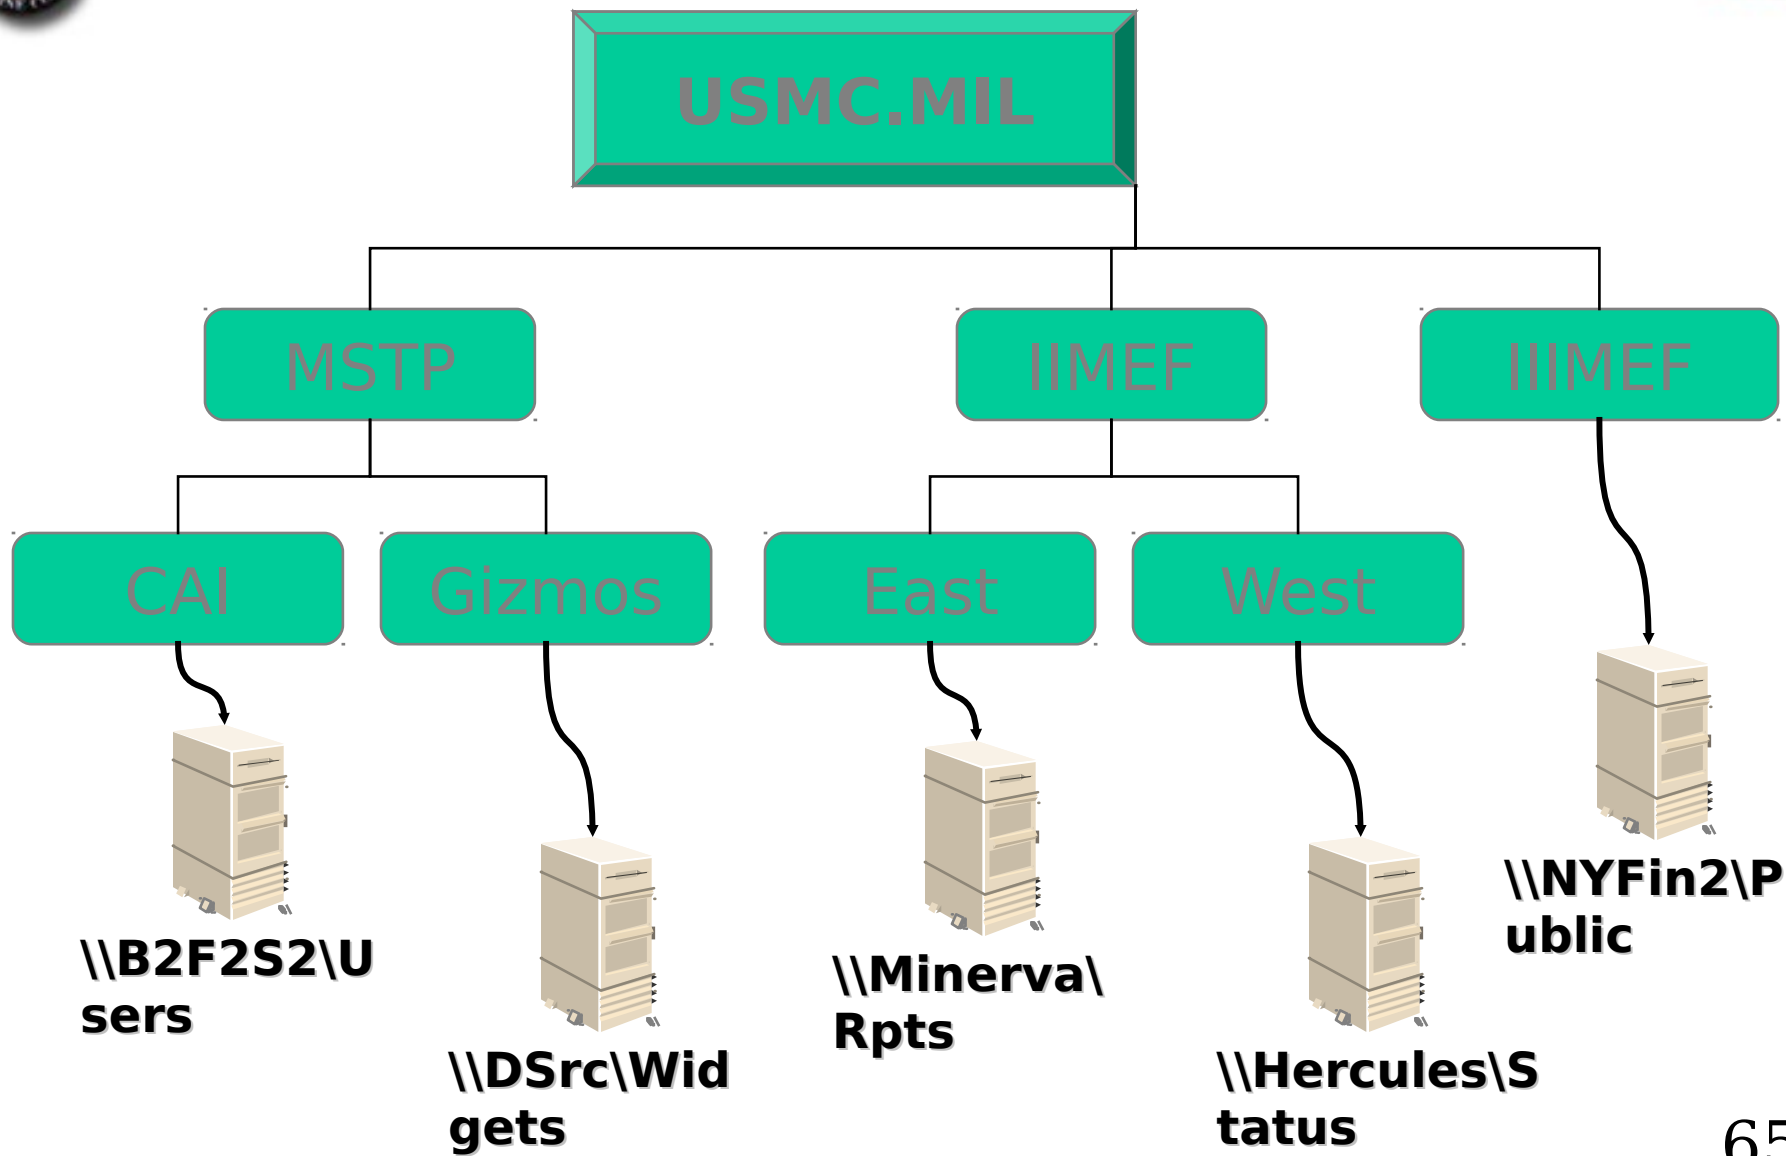 USMC.MIL
MSTP
IIMEF
IIIMEF
CAI
Gizmos
East
West
\\B2F2S2\U
sers
\\DSrc\Wid
gets
\\Minerva\
Rpts
\\Hercules\S
tatus
\\NYFin2\P
ublic
65